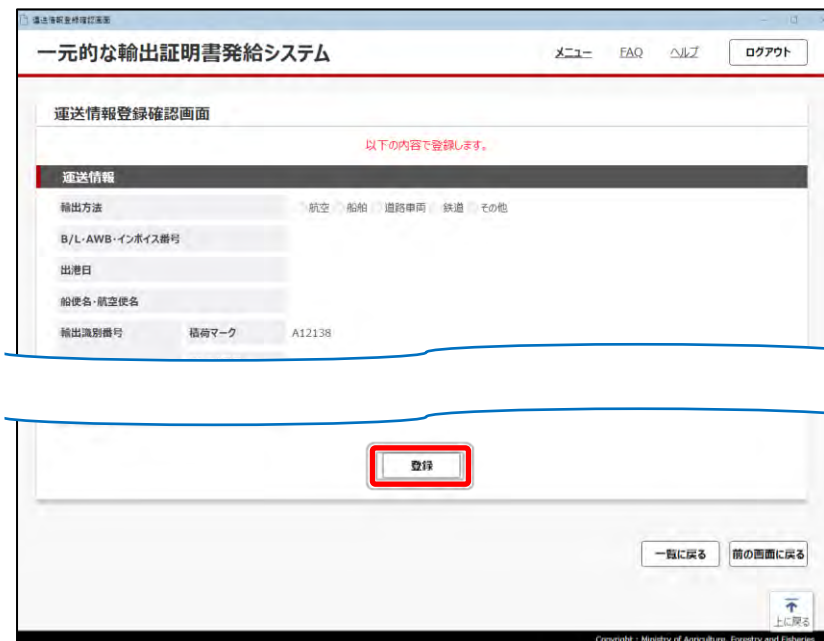 運送情報登録確認画面
一元的な輸出証明書発給システム
メニュー FAQ ヘルプ ログアウト
運送情報登録確認画面
以下の内容で登録します。
運送情報
輸出方法 航空 船舶 道路車両 鉄道 その他
B/L・AWB・インボイス番号
出港日
船便名・航空便名
輸出識別番号 積荷マーク A12138
登録
一覧に戻る 前の画面に戻る
上に戻る
Copyright : Ministry of Agriculture, Forestry and Fisheries